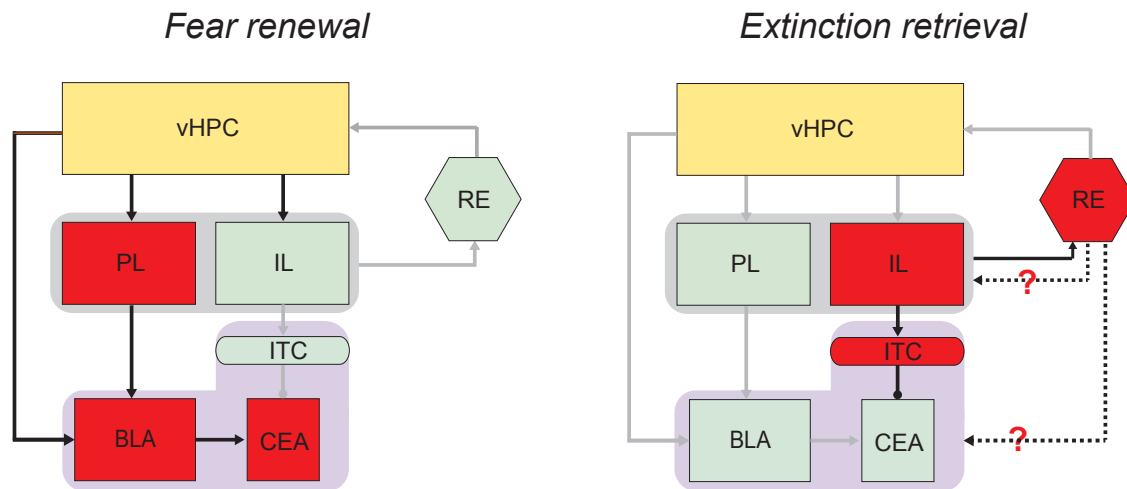 Fear renewal
vHPC
RE
PL
IL
ITC
BLA
CEA
Extinction retrieval
vHPC
RE
PL
IL
?
ITC
BLA
CEA
?